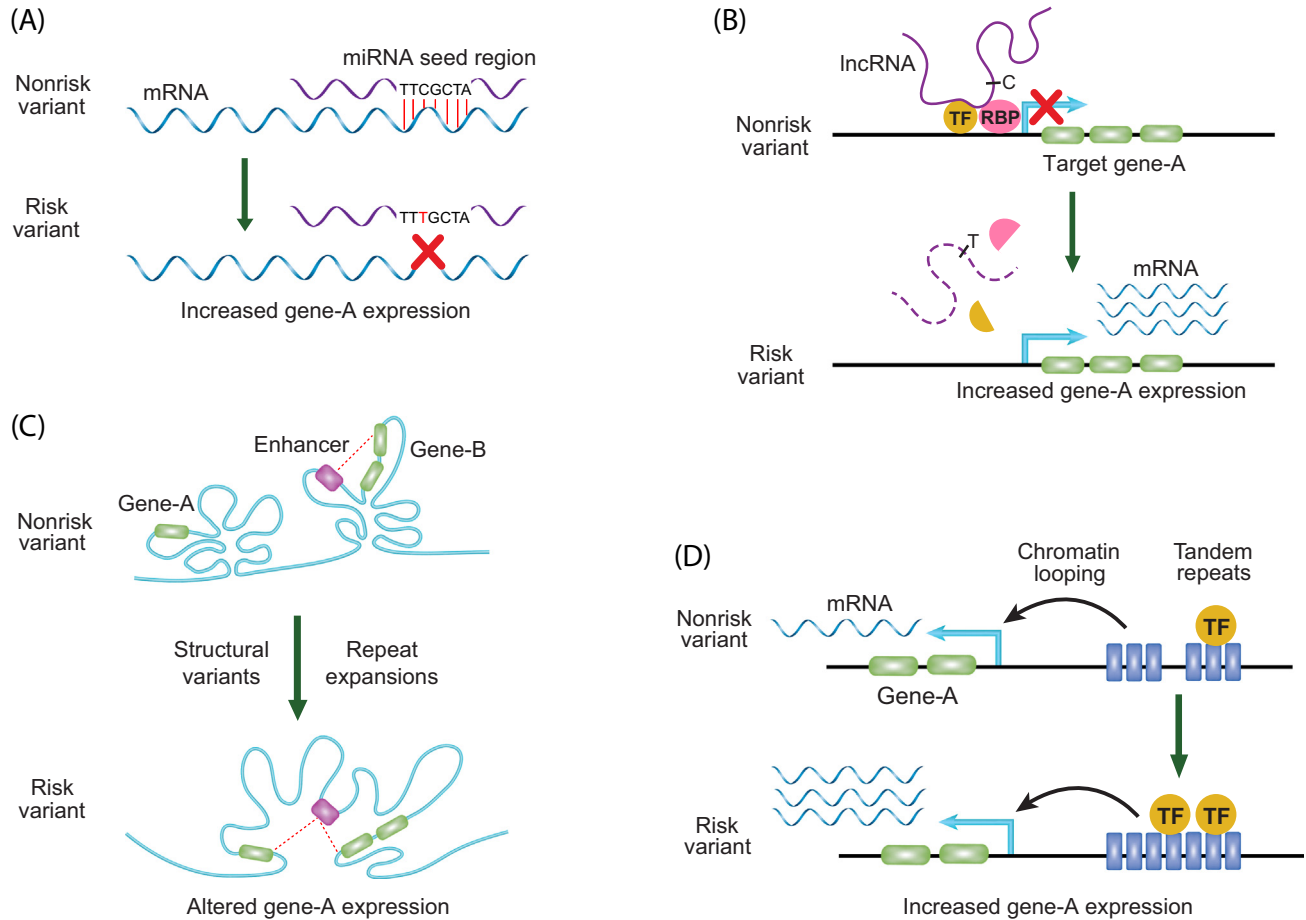 (A)
miRNA seed region
Nonrisk
variant
mRNA
TTCGCTA
Risk
variant
TTTGCTA
Increased gene-A expression
(B)
lncRNA
C
TF
RBP
Nonrisk
variant
Target gene-A
T
mRNA
Risk
variant
Increased gene-A expression
(C)
Enhancer
Gene-B
Gene-A
Nonrisk
variant
Structural
variants
Repeat
expansions
Risk
variant
Altered gene-A expression
(D)
Chromatin
looping
Tandem
repeats
Nonrisk
variant
mRNA
TF
Gene-A
Risk
variant
TF
TF
Increased gene-A expression